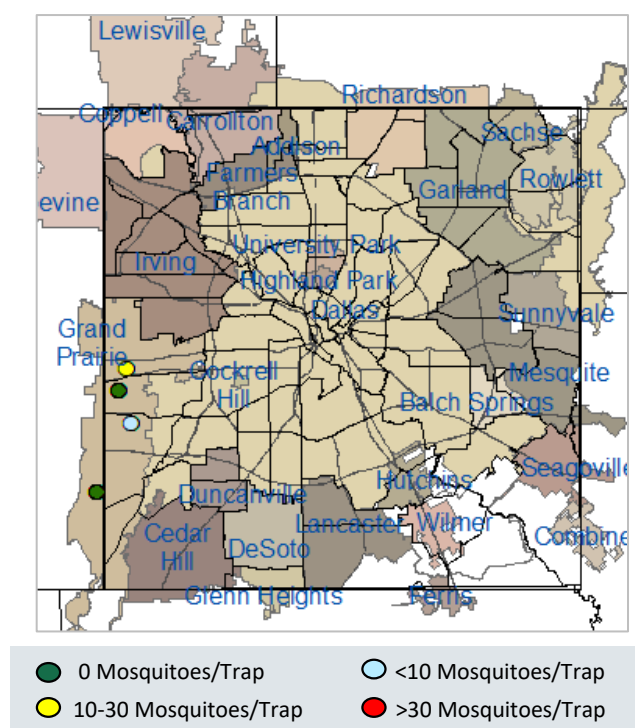 Lewisville
Richardson
Coppell
Carrollton
Sachse
Addison
Farmers
Branch
Garland
Rowlett
evine
University Park
Irving
Highland Park
Dallas
Sunnyvale
Grand
Prairie
Cockrell
Hill
Mesquite
Balch Springs
Seagoville
Hutchins
Duncanville
Lancaster
Wilmer
Combine
Cedar
Hill
DeSoto
Glenn Heights
Ferris
0 Mosquitoes/Trap
<10 Mosquitoes/Trap
10-30 Mosquitoes/Trap
>30 Mosquitoes/Trap